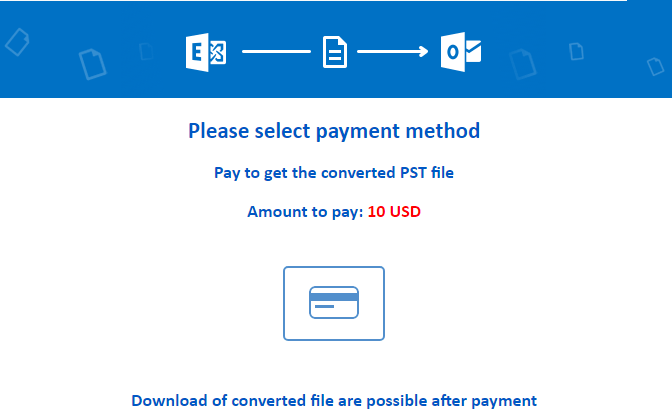 E
O
Please select payment method
Pay to get the converted PST file
Amount to pay: 10 USD
Download of converted file are possible after payment